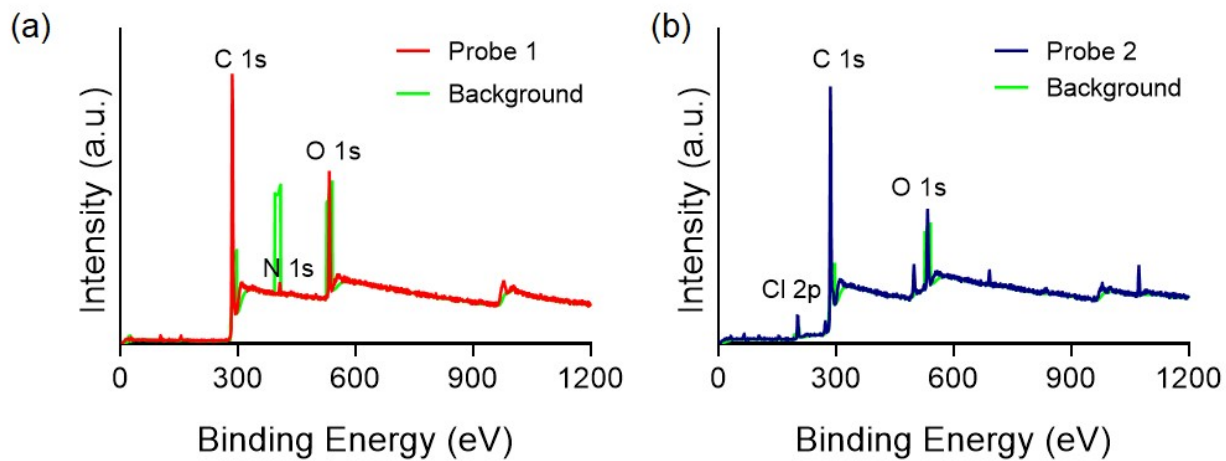 (a)
Intensity (a.u.)
C 1s
Probe 1
Background
O 1s
N 1s
0 300 600 900 1200
Binding Energy (eV)
(b)
Intensity (a.u.)
C 1s
Probe 2
Background
O 1s
Cl 2p
0 300 600 900 1200
Binding Energy (eV)